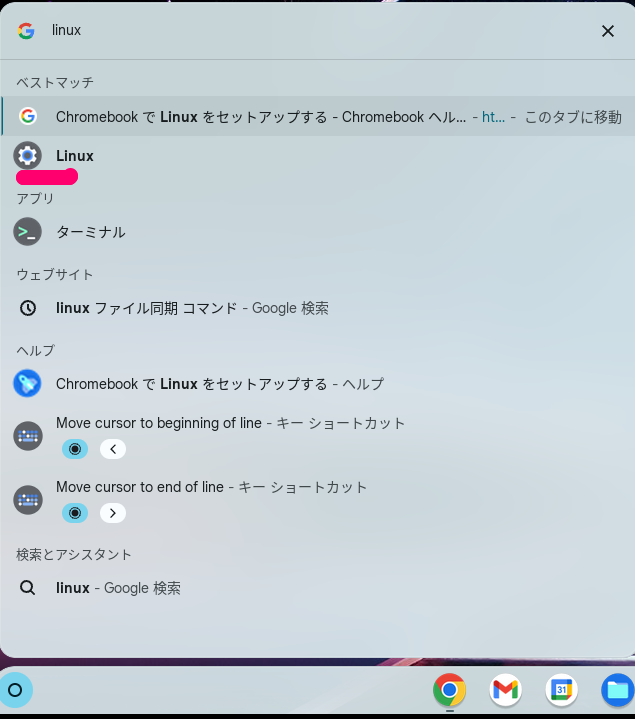 linux
ベストマッチ
Chromebook で Linux をセットアップする - Chromebook ヘル... - ht... - このタブに移動
Linux
アプリ
ターミナル
ウェブサイト
linux ファイル同期 コマンド - Google 検索
ヘルプ
Chromebook で Linux をセットアップする - ヘルプ
Move cursor to beginning of line - キー ショートカット
Move cursor to end of line - キー ショートカット
検索とアシスタント
linux - Google 検索
31